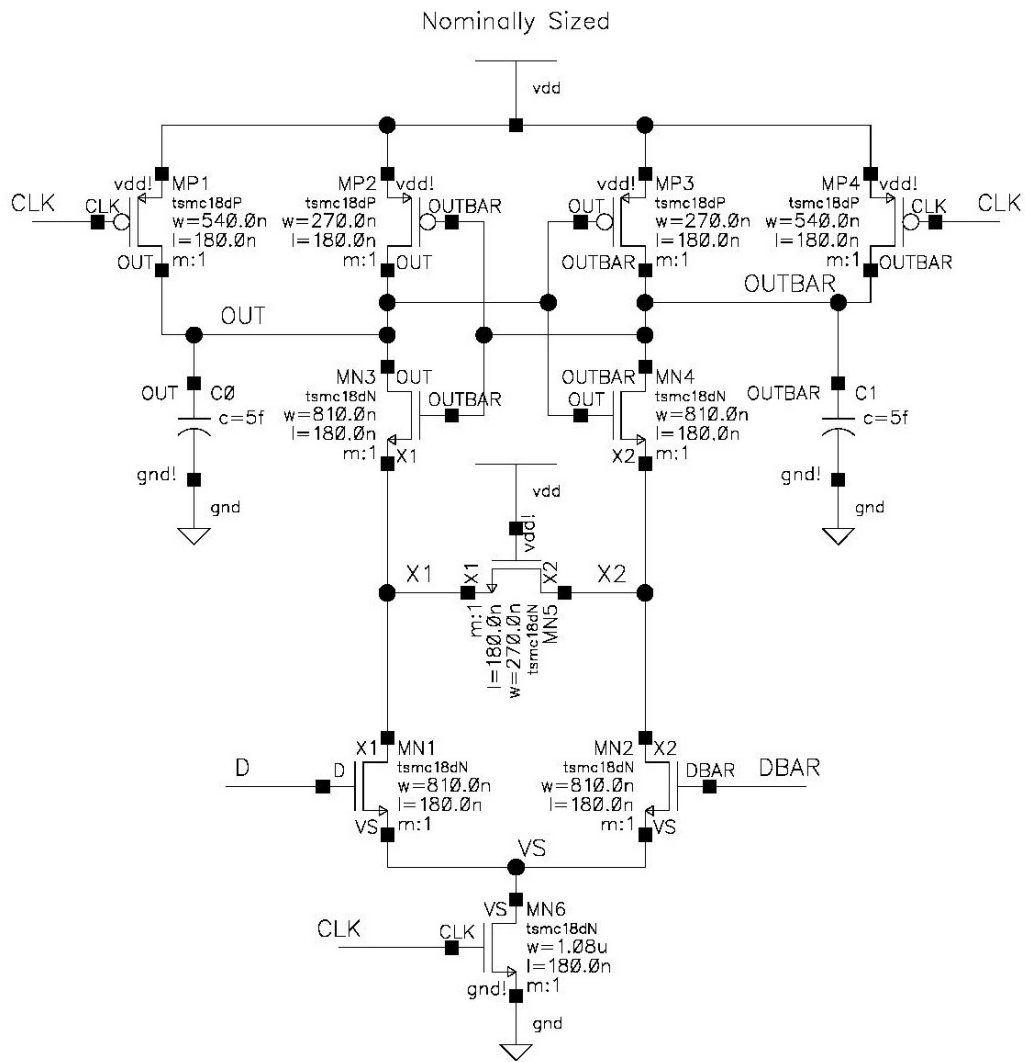 Nominally Sized
vdd
vdd! MP1
tsmc18dP
w=540.0n
l=180.0n
m:1
CLK
CLK
OUT
MP2 vdd!
tsmc18dP
w=270.0n
l=180.0n
m:1
OUTBAR
OUT
vdd! MP3
tsmc18dP
w=270.0n
l=180.0n
m:1
OUT
OUTBAR
MP4 vdd!
tsmc18dP
w=540.0n
l=180.0n
m:1
CLK
CLK
OUTBAR
OUT
OUTBAR
OUT C0
c=5f
gnd!
gnd
MN3 OUT
tsmc18dN
w=810.0n
l=180.0n
m:1
OUTBAR
X1
OUTBAR MN4
tsmc18dN
w=810.0n
l=180.0n
m:1
OUT
X2
OUTBAR C1
c=5f
gnd!
gnd
vdd
vdd!
X1
X1
X2
X2
m:1
l=180.0n
w=270.0n
tsmc18dN
MN5
X1 MN1
tsmc18dN
w=810.0n
l=180.0n
m:1
D
D
VS
MN2 X2
tsmc18dN
w=810.0n
l=180.0n
m:1
DBAR
DBAR
VS
VS
VS MN6
tsmc18dN
w=1.08u
l=180.0n
m:1
CLK
CLK
gnd!
gnd